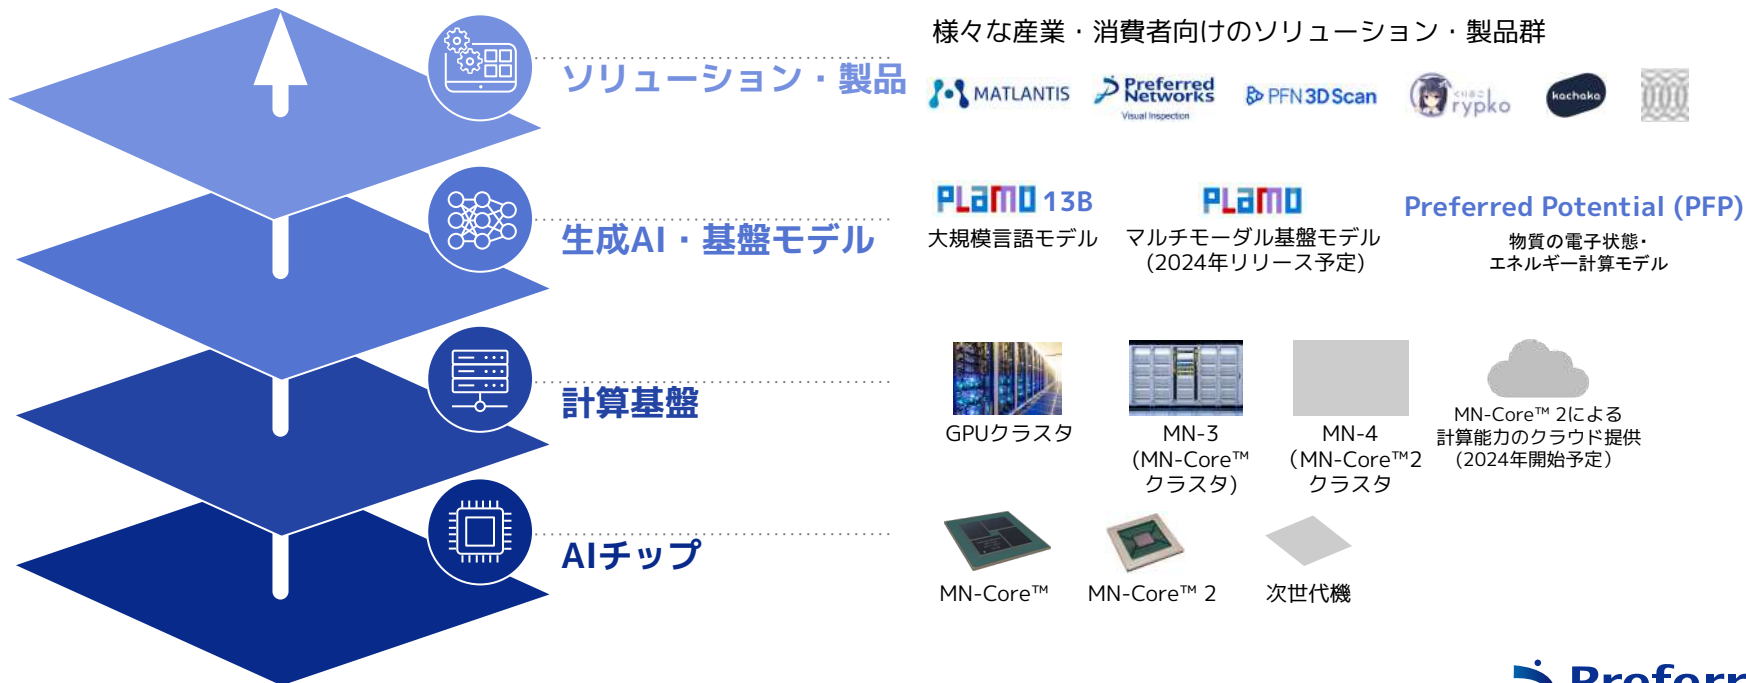 様々な産業・消費者向けのソリューション・製品群
ソリューション・製品
MATLANTIS
Preferred
Networks
Visual Inspection
PFN 3D Scan
くりぷこ
rypko
kachaka
生成AI・基盤モデル
PLaMo 13B
大規模言語モデル
PLaMo
マルチモーダル基盤モデル
(2024年リリース予定)
Preferred Potential (PFP)
物質の電子状態・
エネルギー計算モデル
計算基盤
GPUクラスタ
MN-3
(MN-Core™
クラスタ)
MN-4
（MN-Core™2
クラスタ
MN-Core™ 2による
計算能力のクラウド提供
(2024年開始予定）
AIチップ
MN-Core™
MN-Core™ 2
次世代機
Preferr